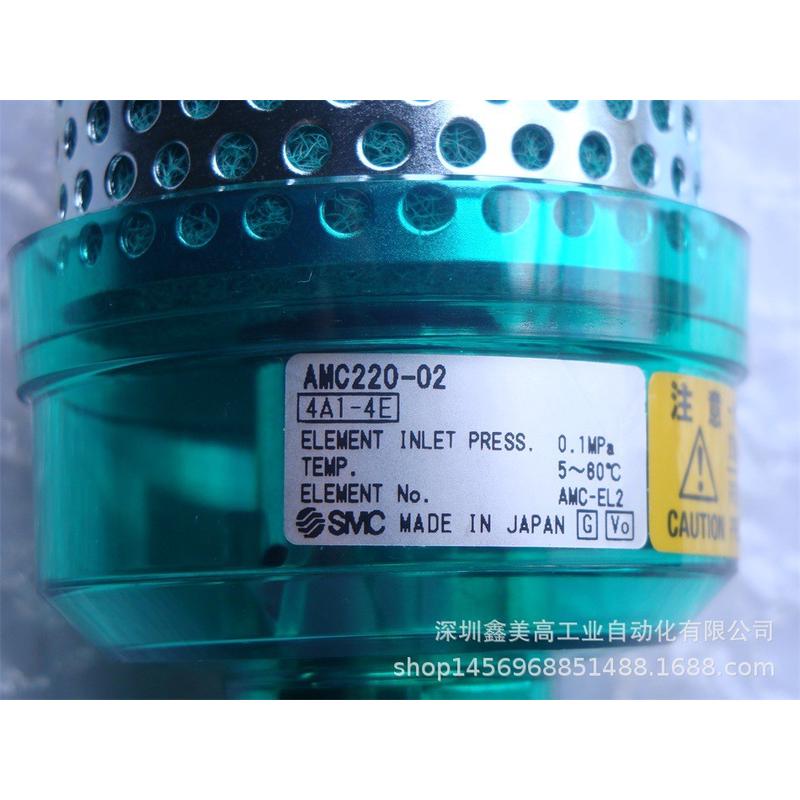 AMC220-02
4A1-4E
ELEMENT INLET PRESS. 0.1MPa
TEMP. 5~60℃
ELEMENT No. AMC-EL2
SMC MADE IN JAPAN G Vo
注意
CAUTION
深圳鑫美高工业自动化有限公司
shop1456968851488.1688.com